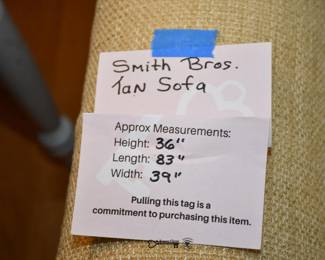 Smith Bros.
Tan Sofa
Approx Measurements:
Height: 36"
Length: 83"
Width: 39"
Pulling this tag is a
commitment to purchasing this item.